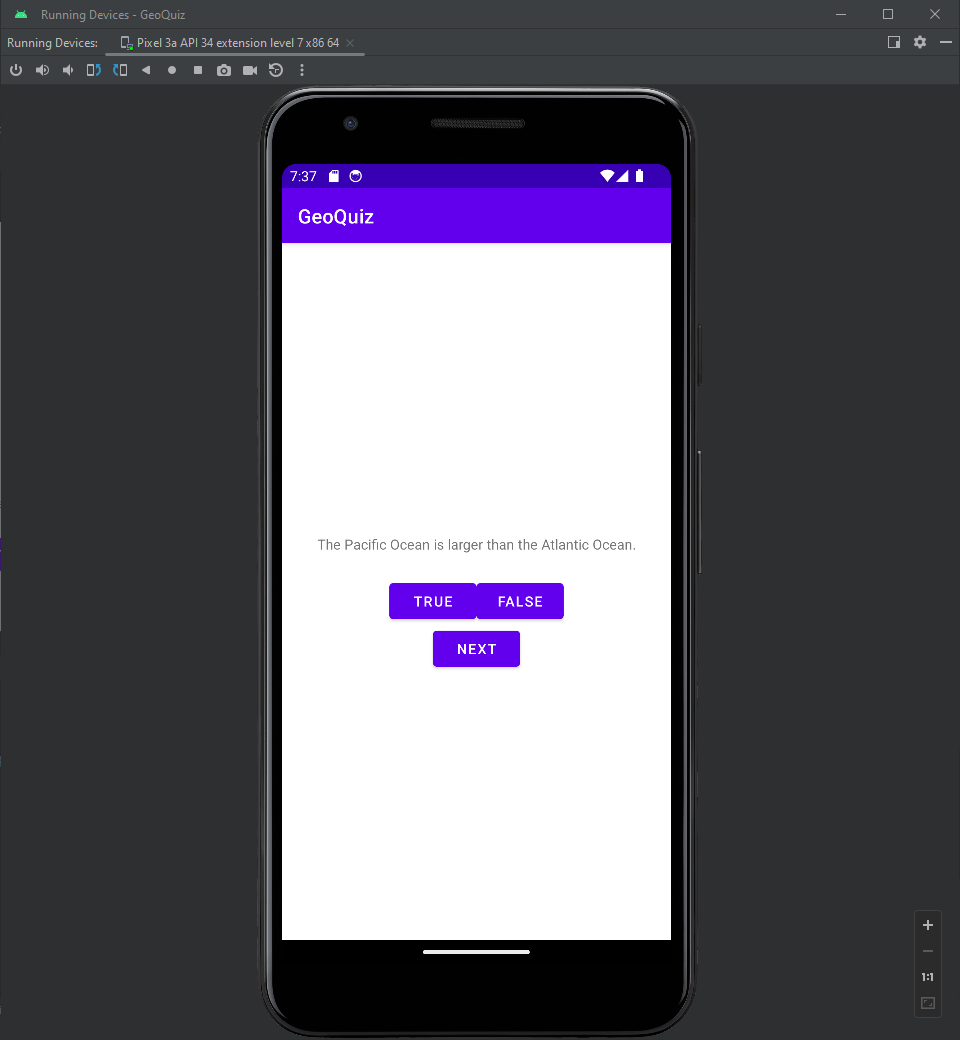 Running Devices - GeoQuiz
Running Devices: Pixel 3a API 34 extension level 7 x86 64
7:37
GeoQuiz
The Pacific Ocean is larger than the Atlantic Ocean.
TRUE FALSE
NEXT
1:1